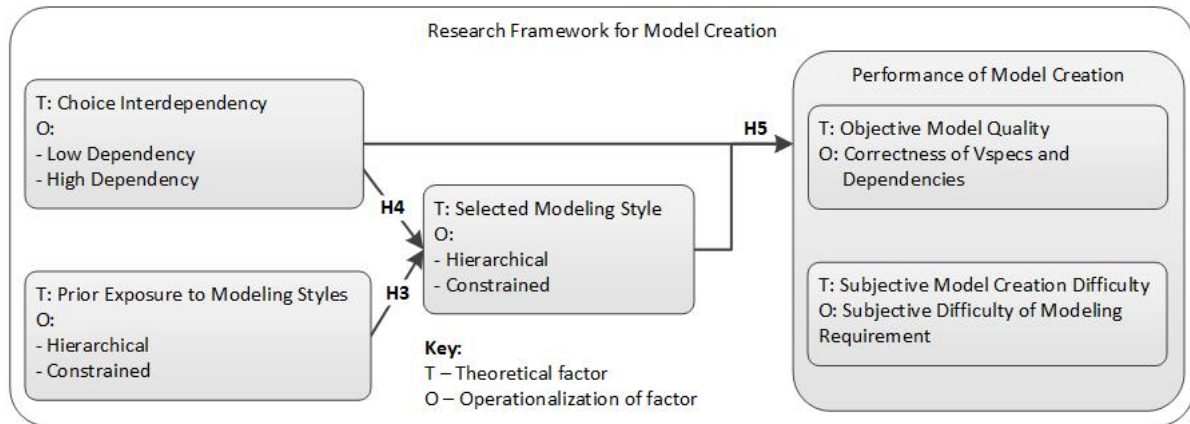 Research Framework for Model Creation
T: Choice Interdependency
O:
- Low Dependency
- High Dependency
H4
T: Prior Exposure to Modeling Styles
O:
- Hierarchical
- Constrained
H3
T: Selected Modeling Style
O:
- Hierarchical
- Constrained
Key:
T – Theoretical factor
O – Operationalization of factor
H5
Performance of Model Creation
T: Objective Model Quality
O: Correctness of Vspecs and
Dependencies
T: Subjective Model Creation Difficulty
O: Subjective Difficulty of Modeling
Requirement